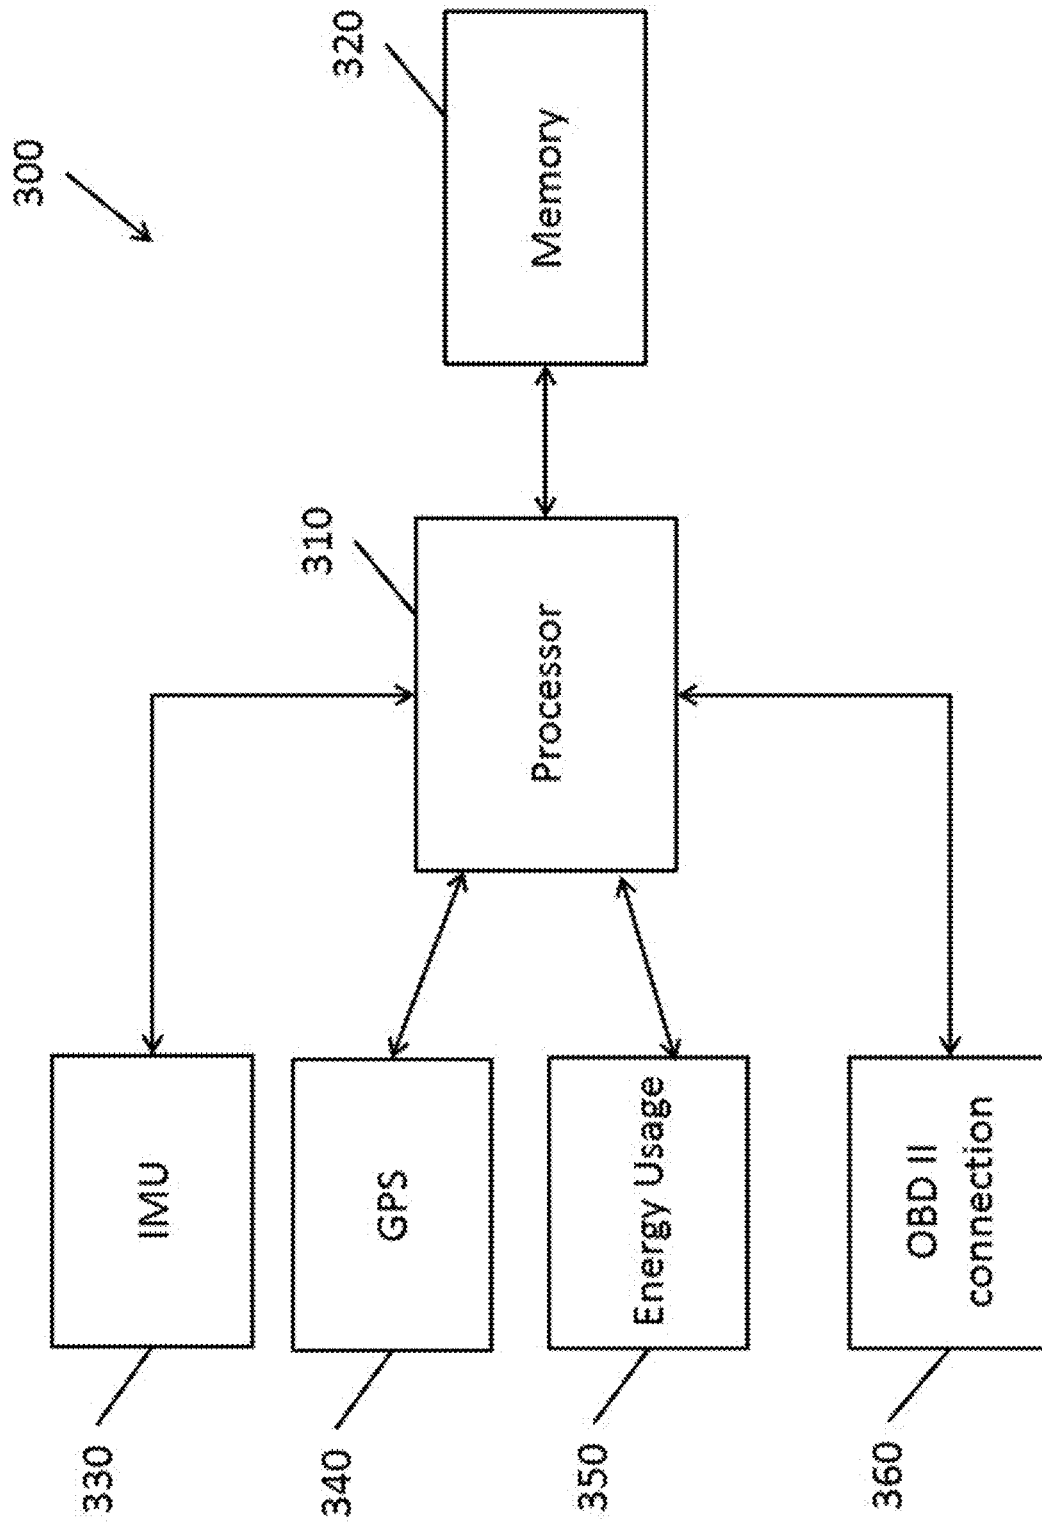 300
320
Memory
310
Processor
IMU
GPS
Energy Usage
OBD II
connection
330
340
350
360